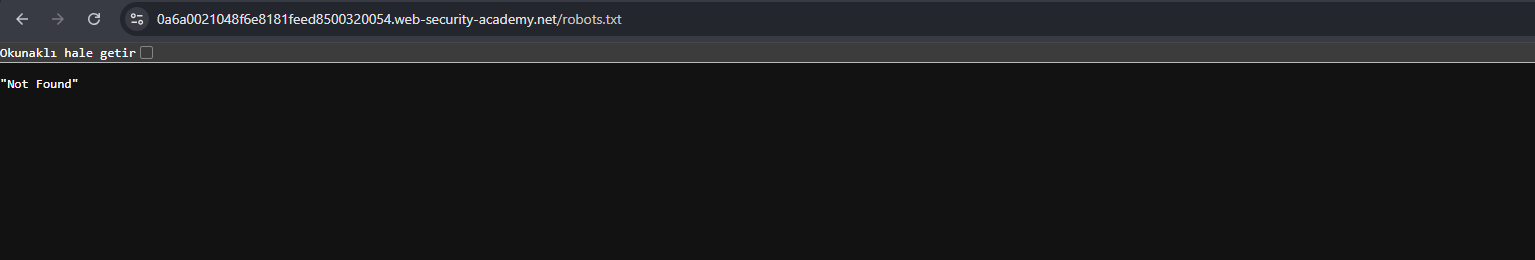 0a6a0021048f6e8181feed8500320054.web-security-academy.net/robots.txt
Okunaklı hale getir
"Not Found"